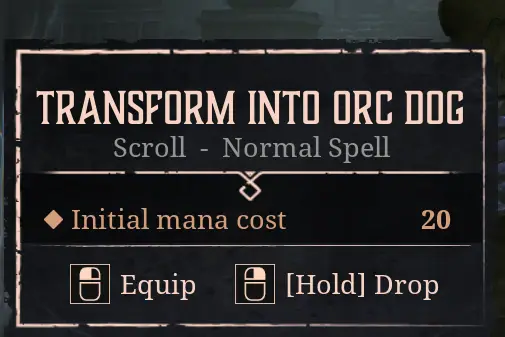 TRANSFORM INTO ORC DOG
Scroll - Normal Spell
Initial mana cost 20
Equip [Hold] Drop